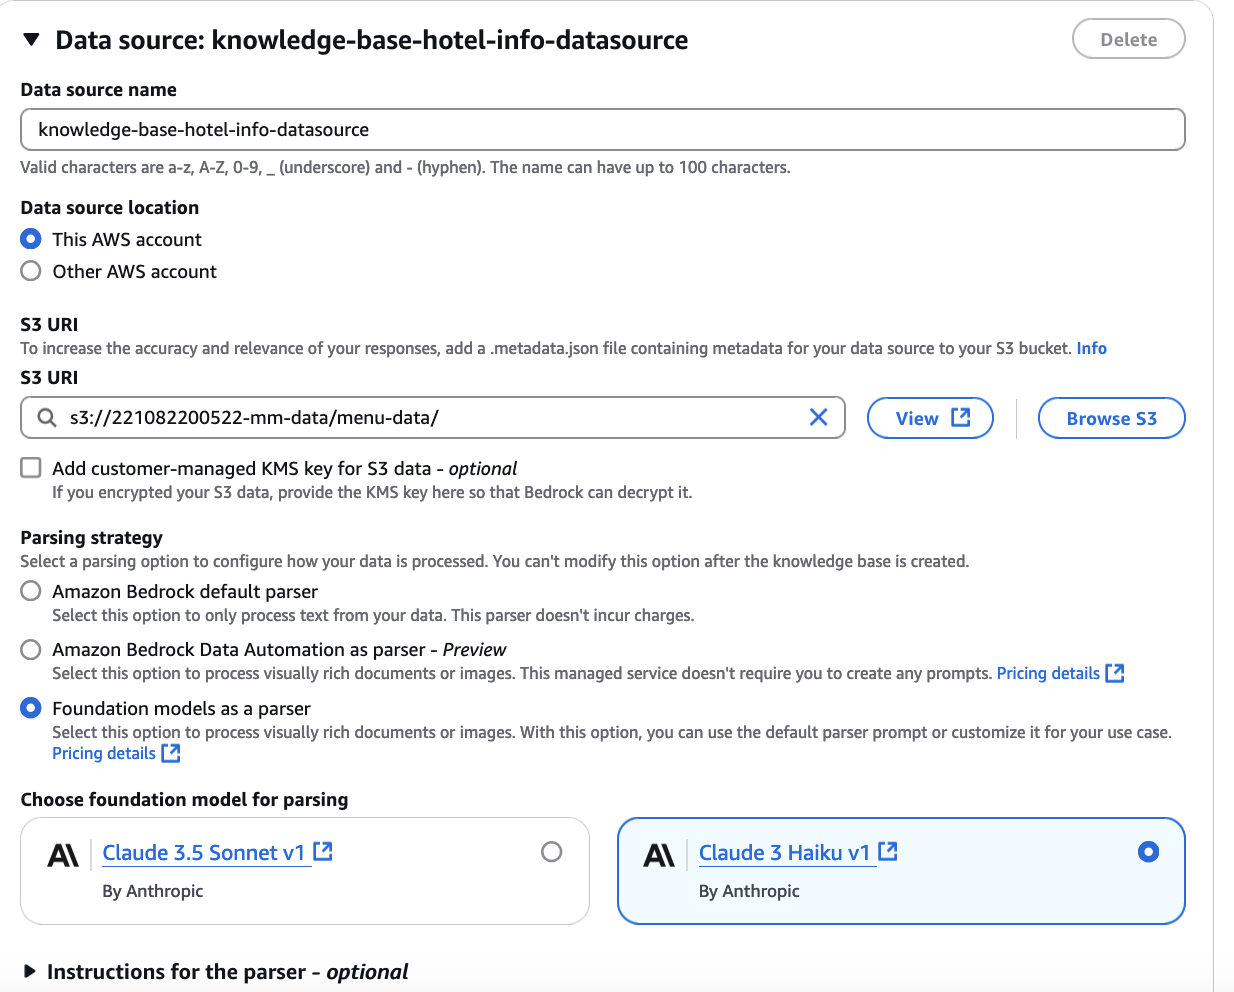 Data source: knowledge-base-hotel-info-datasource
Delete
Data source name
knowledge-base-hotel-info-datasource
Valid characters are a-z, A-Z, 0-9, _ (underscore) and - (hyphen). The name can have up to 100 characters.
Data source location
This AWS account
Other AWS account
S3 URI
To increase the accuracy and relevance of your responses, add a .metadata.json file containing metadata for your data source to your S3 bucket. Info
S3 URI
s3://221082200522-mm-data/menu-data/
View
Browse S3
Add customer-managed KMS key for S3 data - optional
If you encrypted your S3 data, provide the KMS key here so that Bedrock can decrypt it.
Parsing strategy
Select a parsing option to configure how your data is processed. You can't modify this option after the knowledge base is created.
Amazon Bedrock default parser
Select this option to only process text from your data. This parser doesn't incur charges.
Amazon Bedrock Data Automation as parser - Preview
Select this option to process visually rich documents or images. This managed service doesn't require you to create any prompts. Pricing details
Foundation models as a parser
Select this option to process visually rich documents or images. With this option, you can use the default parser prompt or customize it for your use case.
Pricing details
Choose foundation model for parsing
Claude 3.5 Sonnet v1
By Anthropic
Claude 3 Haiku v1
By Anthropic
Instructions for the parser - optional